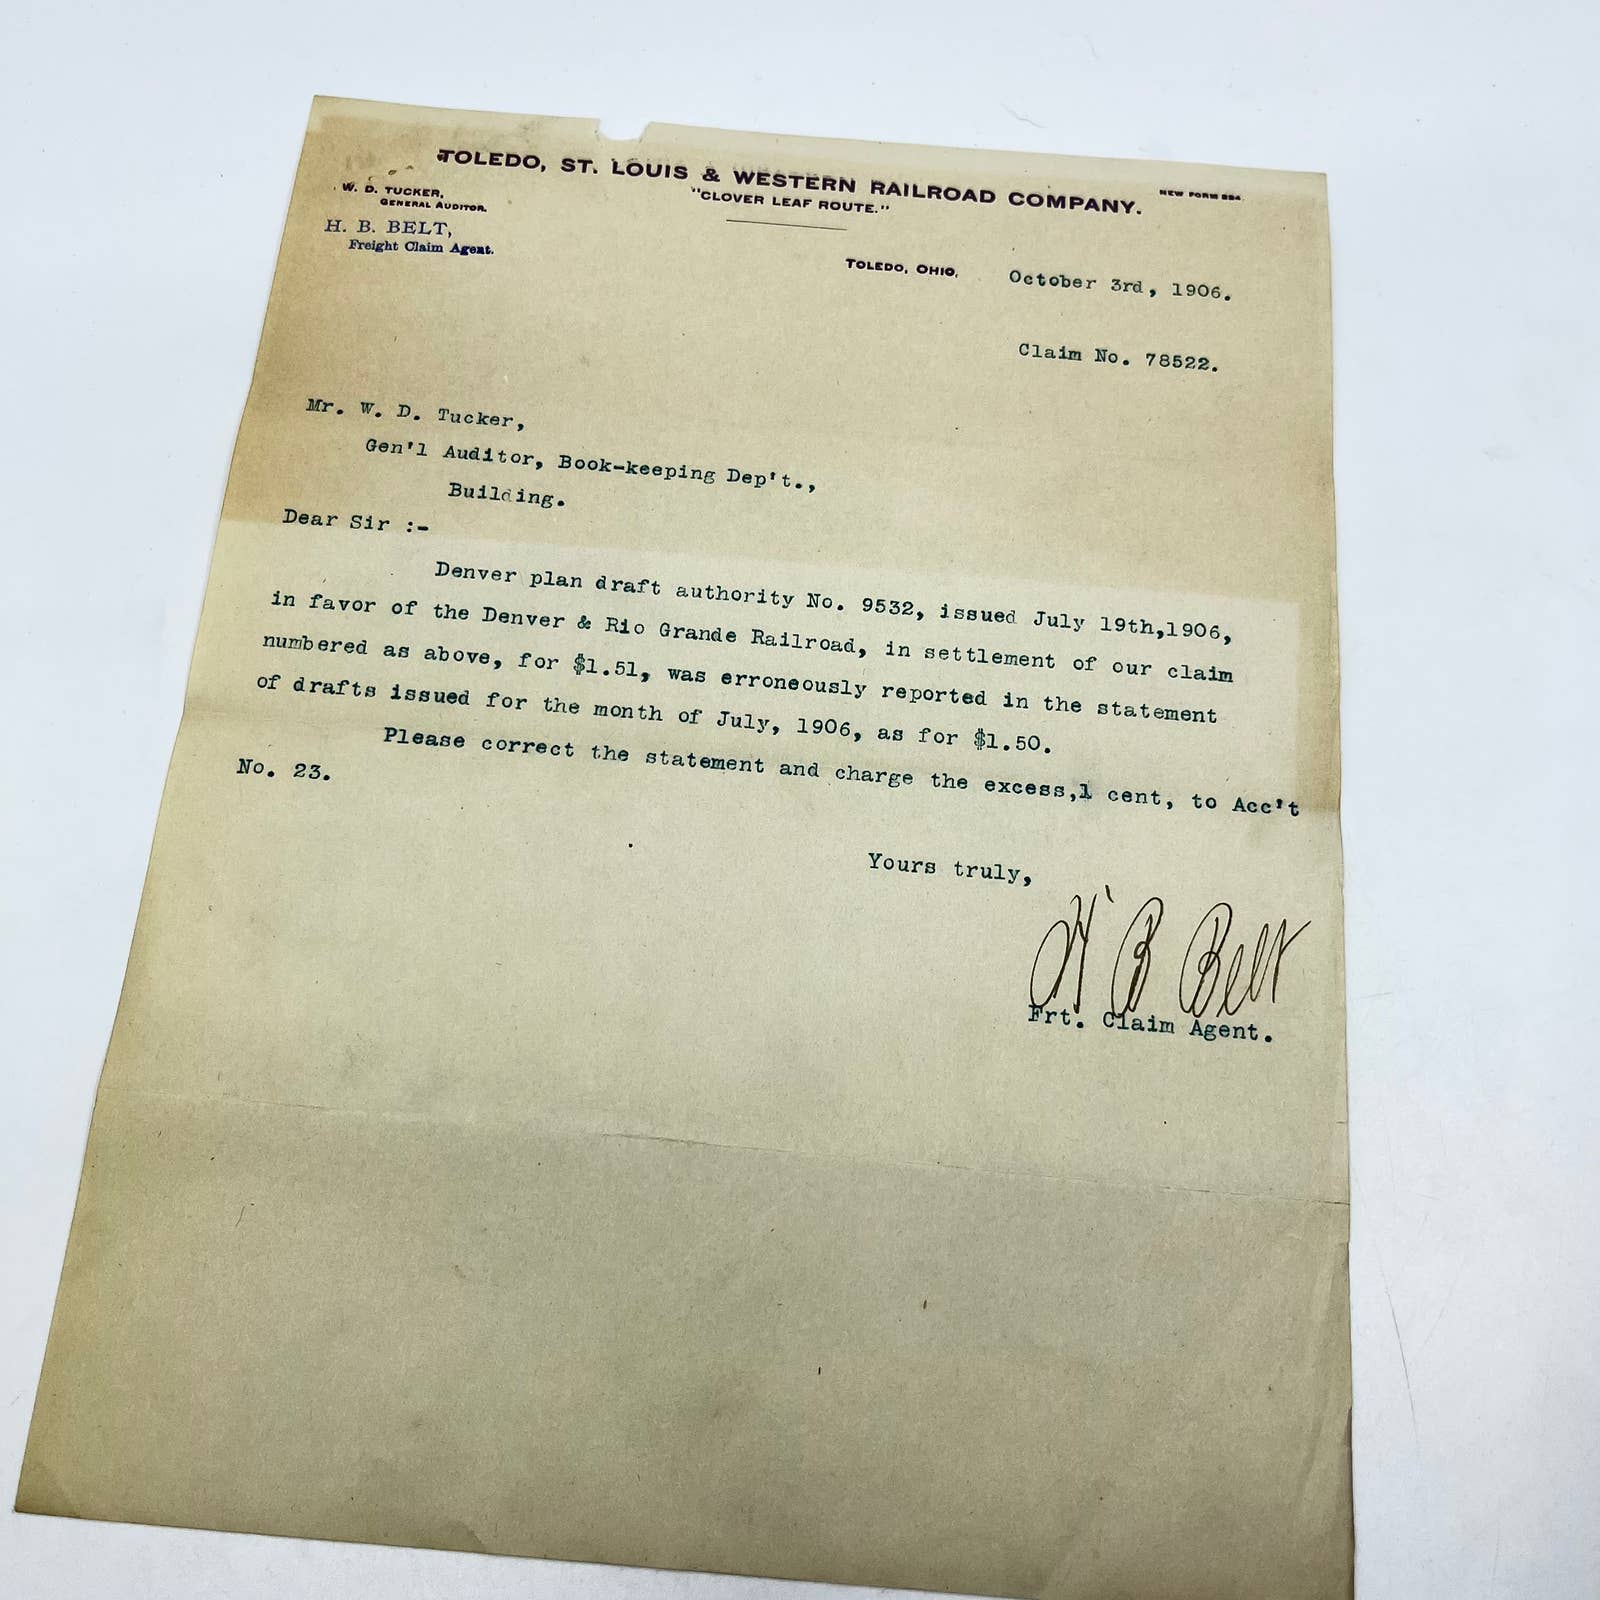 TOLEDO, ST. LOUIS & WESTERN RAILROAD COMPANY.
"CLOVER LEAF ROUTE."
NEW FORM
W. D. TUCKER,
GENERAL AUDITOR.
H. B. BELT,
Freight Claim Agent.
TOLEDO, OHIO, October 3rd, 1906.
Claim No. 78522.
Mr. W. D. Tucker,
Gen'l Auditor, Book-keeping Dep't.,
Building.
Dear Sir :-
Denver plan draft authority No. 9532, issued July 19th,1906,
in favor of the Denver & Rio Grande Railroad, in settlement of our claim
numbered as above, for $1.51, was erroneously reported in the statement
of drafts issued for the month of July, 1906, as for $1.50.
Please correct the statement and charge the excess,1 cent, to Acc't
No. 23.
Yours truly,
H B Belt
Frt. Claim Agent.